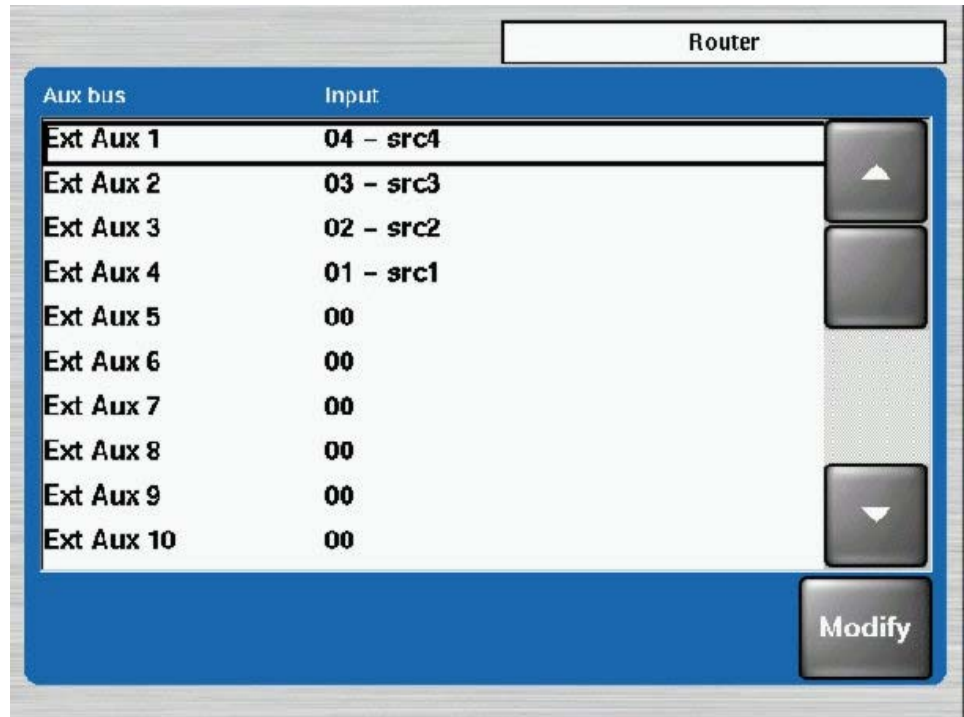 Router
Aux bus Input
Ext Aux 1 04 – src4
Ext Aux 2 03 – src3
Ext Aux 3 02 – src2
Ext Aux 4 01 – src1
Ext Aux 5 00
Ext Aux 6 00
Ext Aux 7 00
Ext Aux 8 00
Ext Aux 9 00
Ext Aux 10 00
Modify